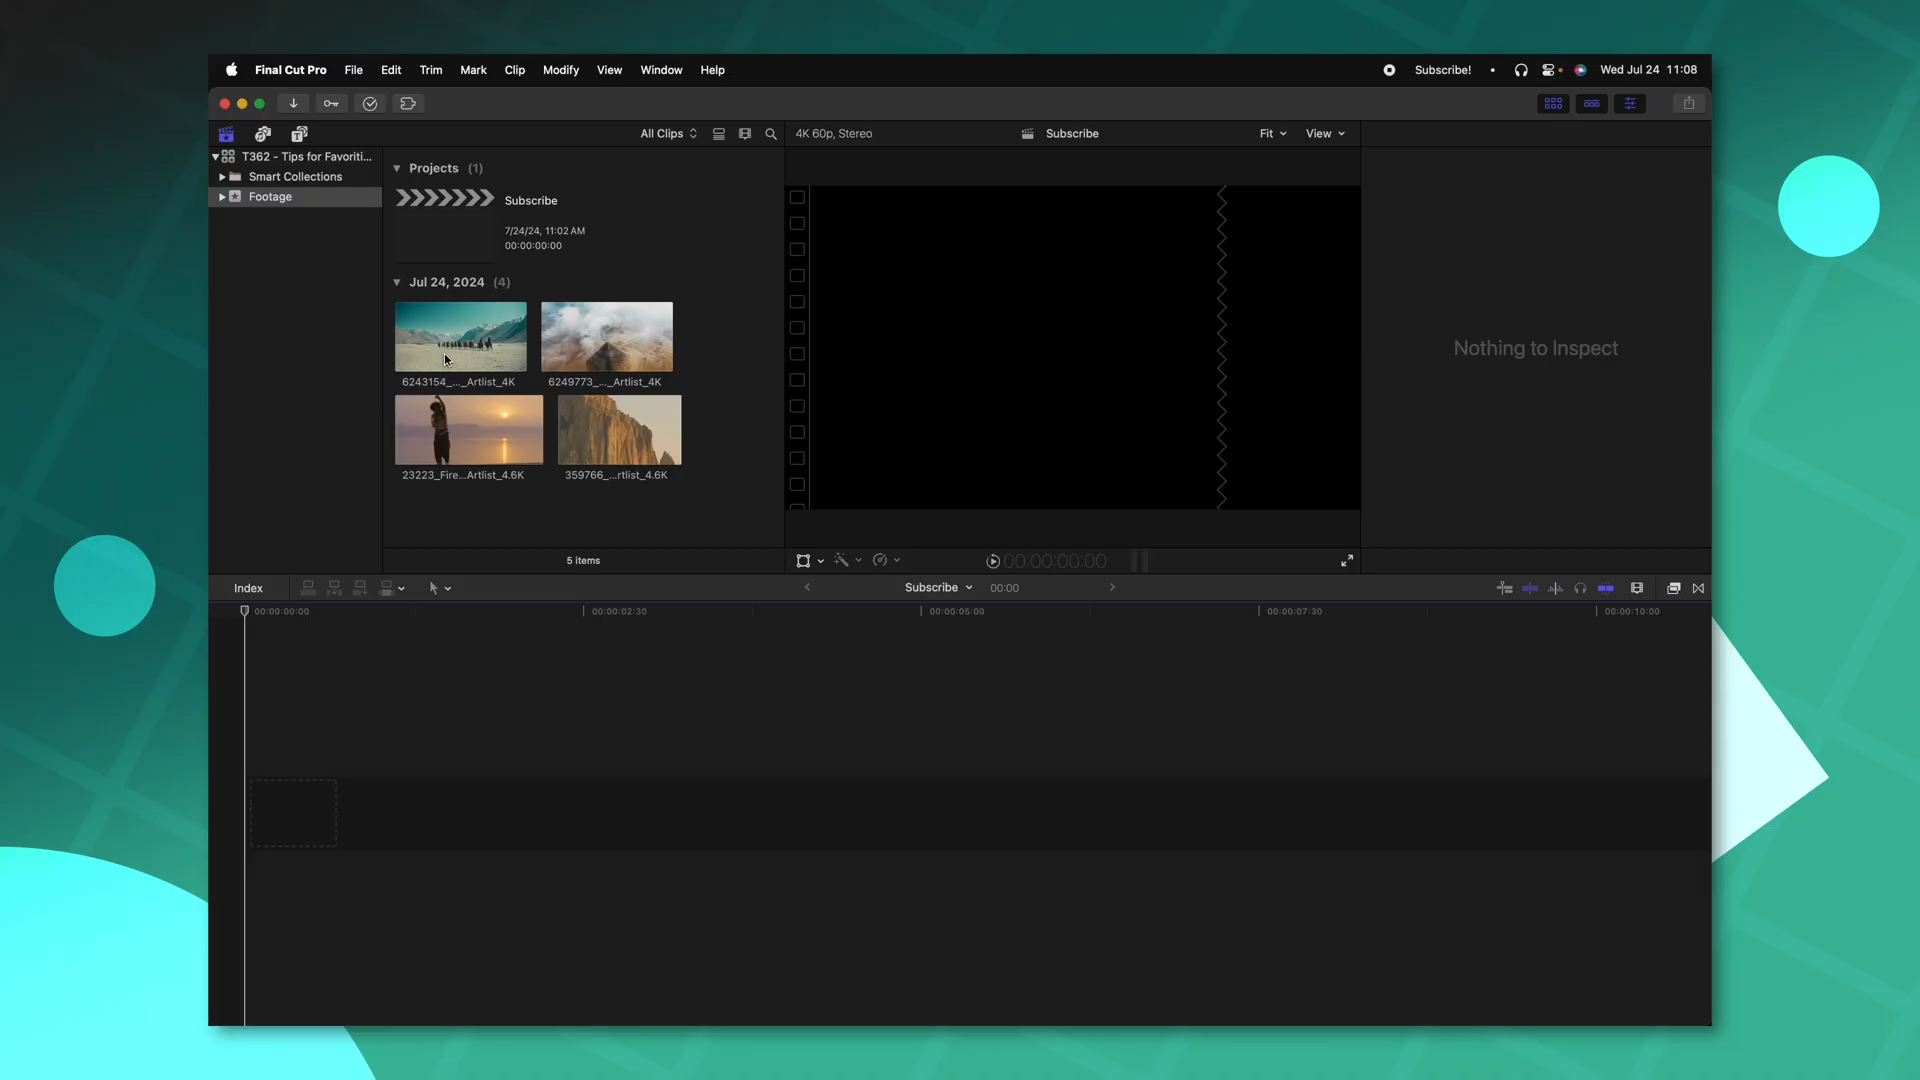 Final Cut Pro File Edit Trim Mark Clip Modify View Window Help Subscribe! Wed Jul 24 11:08
All Clips 4K 60p, Stereo Subscribe Fit View
T362 - Tips for Favoriti...
Smart Collections
Footage
Projects (1)
Subscribe
7/24/24, 11:02 AM
00:00:00:00
Jul 24, 2024 (4)
6243154_..._Artlist_4K 6249773_..._Artlist_4K
23223_Fire...Artlist_4.6K 359766_...rtlist_4.6K
Nothing to Inspect
5 items 00:00:00:00
Index Subscribe 00:00
00:00:00:00 00:00:02:30 00:00:05:00 00:00:07:30 00:00:10:00